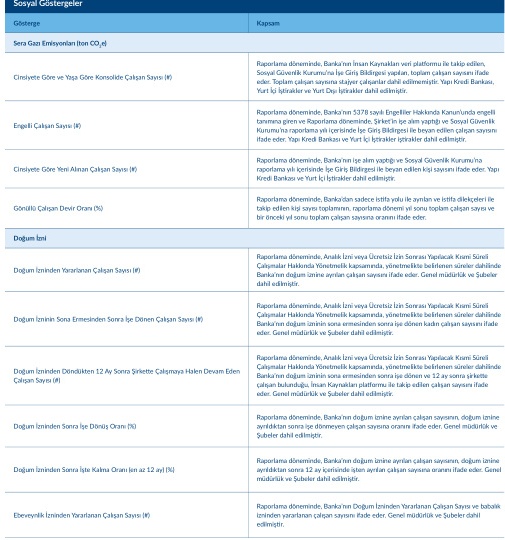 Sosyal Göstergeler
Gösterge Kapsam
Sera Gazı Emisyonları (ton CO₂e)
Cinsiyete Göre ve Yaşa Göre Konsolide Çalışan Sayısı (#)
Raporlama döneminde, Banka'nın İnsan Kaynakları veri platformu ile takip edilen,
Sosyal Güvenlik Kurumu'na İşe Giriş Bildirgesi yapılan, toplam çalışan sayısını ifade
eder. Toplam çalışan sayısına stajyer çalışanlar dahil edilmemiştir. Yapı Kredi Bankası,
Yurt İçi İştirakler ve Yurt Dışı İştirakler dahil edilmiştir.
Engelli Çalışan Sayısı (#)
Raporlama döneminde, Banka'nın 5378 sayılı Engelliler Hakkında Kanun'unda engelli
tanımına giren ve Raporlama döneminde, Şirket'in işe alım yaptığı ve Sosyal Güvenlik
Kurumu'na raporlama yılı içerisinde İşe Giriş Bildirgesi ile beyan edilen çalışan sayısını
ifade eder. Yapı Kredi Bankası ve Yurt İçi İştirakler dahil edilmiştir.
Cinsiyete Göre Yeni Alınan Çalışan Sayısı (#)
Raporlama döneminde, Banka'nın işe alım yaptığı ve Sosyal Güvenlik Kurumu'na
raporlama yılı içerisinde İşe Giriş Bildirgesi ile beyan edilen kişi sayısını ifade eder. Yapı
Kredi Bankası ve Yurt İçi İştirakler dahil edilmiştir.
Gönüllü Çalışan Devir Oranı (%)
Raporlama döneminde, Banka'dan sadece istifa yolu ile ayrılan ve istifa dilekçeleri ile
takip edilen kişi sayısı toplamının, raporlama dönemi yıl sonu toplam çalışan sayısı ve
bir önceki yıl sonu toplam çalışan sayısına oranını ifade eder.
Doğum İzni
Doğum İzninden Yararlanan Çalışan Sayısı (#)
Raporlama döneminde, Analık İzni veya Ücretsiz İzin Sonrası Yapılacak Kısmi Süreli
Çalışmalar Hakkında Yönetmelik kapsamında, yönetmelikte belirlenen süreler dahilinde
Banka'nın doğum iznine ayrılan çalışan sayısını ifade eder. Genel müdürlük ve Şubeler
dahil edilmiştir.
Doğum İzninin Sona Ermesinden Sonra İşe Dönen Çalışan Sayısı (#)
Raporlama döneminde, Analık İzni veya Ücretsiz İzin Sonrası Yapılacak Kısmi Süreli
Çalışmalar Hakkında Yönetmelik kapsamında, yönetmelikte belirlenen süreler dahilinde
Banka'nın doğum izninin sona ermesinden sonra işe dönen kadın çalışan sayısını ifade
eder. Genel müdürlük ve Şubeler dahil edilmiştir.
Doğum İzninden Döndükten 12 Ay Sonra Şirkette Çalışmaya Halen Devam Eden
Çalışan Sayısı (#)
Raporlama döneminde, Analık İzni veya Ücretsiz İzin Sonrası Yapılacak Kısmi Süreli
Çalışmalar Hakkında Yönetmelik kapsamında, yönetmelikte belirlenen süreler dahilinde
Banka'nın doğum izninin sona ermesinden sonra işe dönen ve 12 ay sonra şirkette
çalışan bulunduğu, İnsan Kaynakları platformu ile takip edilen çalışan sayısını ifade
eder. Genel müdürlük ve Şubeler dahil edilmiştir.
Doğum İzninden Sonra İşe Dönüş Oranı (%)
Raporlama döneminde, Banka'nın doğum iznine ayrılan çalışan sayısının, doğum iznine
ayrıldıktan sonra işe dönmeyen çalışan sayısına oranını ifade eder. Genel müdürlük ve
Şubeler dahil edilmiştir.
Doğum İzninden Sonra İşte Kalma Oranı (en az 12 ay) (%)
Raporlama döneminde, Banka'nın doğum iznine ayrılan çalışan sayısının, doğum iznine
ayrıldıktan sonra 12 ay içerisinde işten ayrılan çalışan sayısına oranını ifade eder. Genel
müdürlük ve Şubeler dahil edilmiştir.
Ebeveynlik İzninden Yararlanan Çalışan Sayısı (#)
Raporlama döneminde, Banka'nın Doğum İzninden Yararlanan Çalışan Sayısı ve babalık
izninden yararlanan çalışan sayısını ifade eder. Genel müdürlük ve Şubeler dahil
edilmiştir.